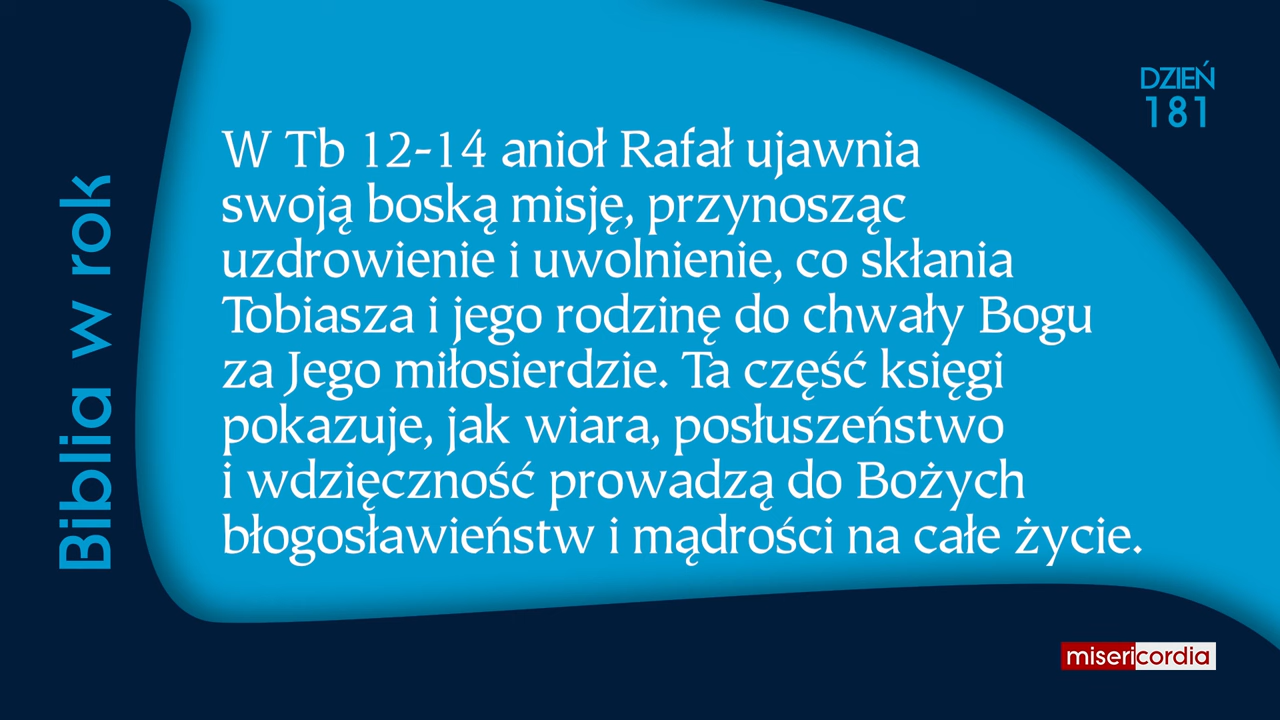 DZIEŃ
181
Biblia w rok
W Tb 12-14 anioł Rafał ujawnia
swoją boską misję, przynosząc
uzdrowienie i uwolnienie, co skłania
Tobiasza i jego rodzinę do chwały Bogu
za Jego miłosierdzie. Ta część księgi
pokazuje, jak wiara, posłuszeństwo
i wdzięczność prowadzą do Bożych
błogosławieństw i mądrości na całe życie.
misericordia